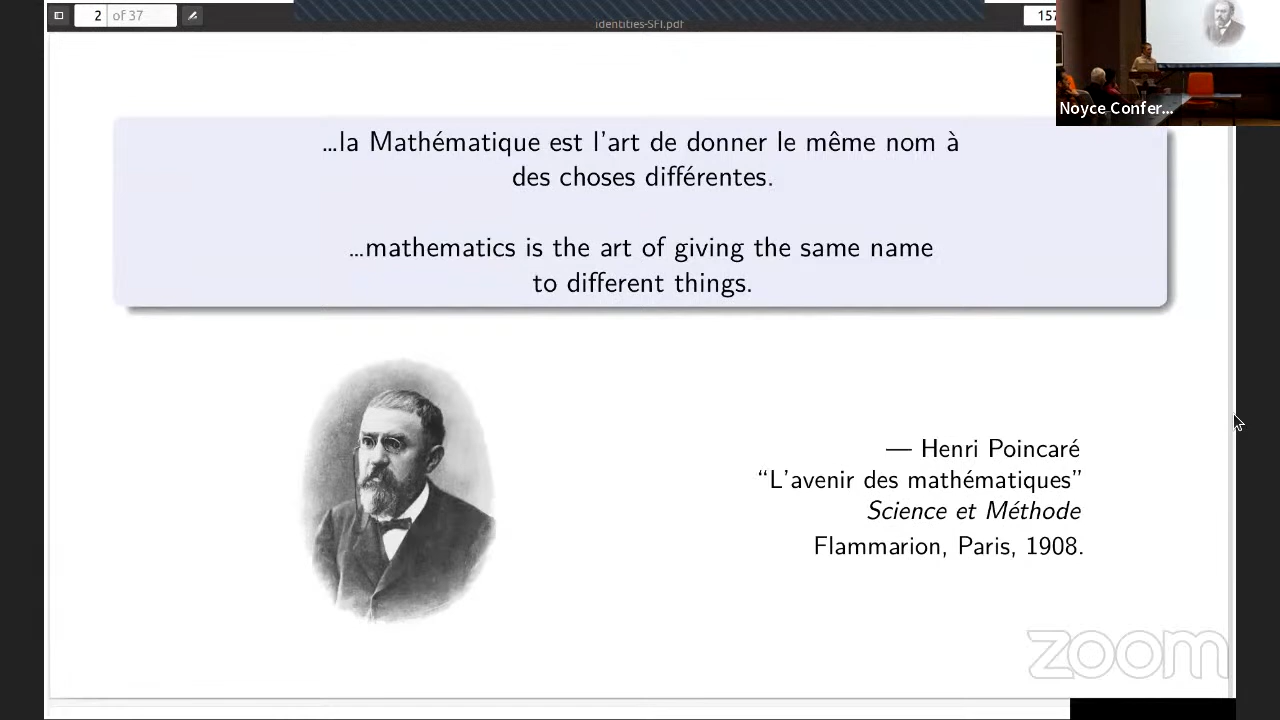 2 of 37
identities-SFI.pdf
Noyce Confer...
...la Mathématique est l'art de donner le même nom à
des choses différentes.
...mathematics is the art of giving the same name
to different things.
— Henri Poincaré
“L'avenir des mathématiques”
Science et Méthode
Flammarion, Paris, 1908.
zoom